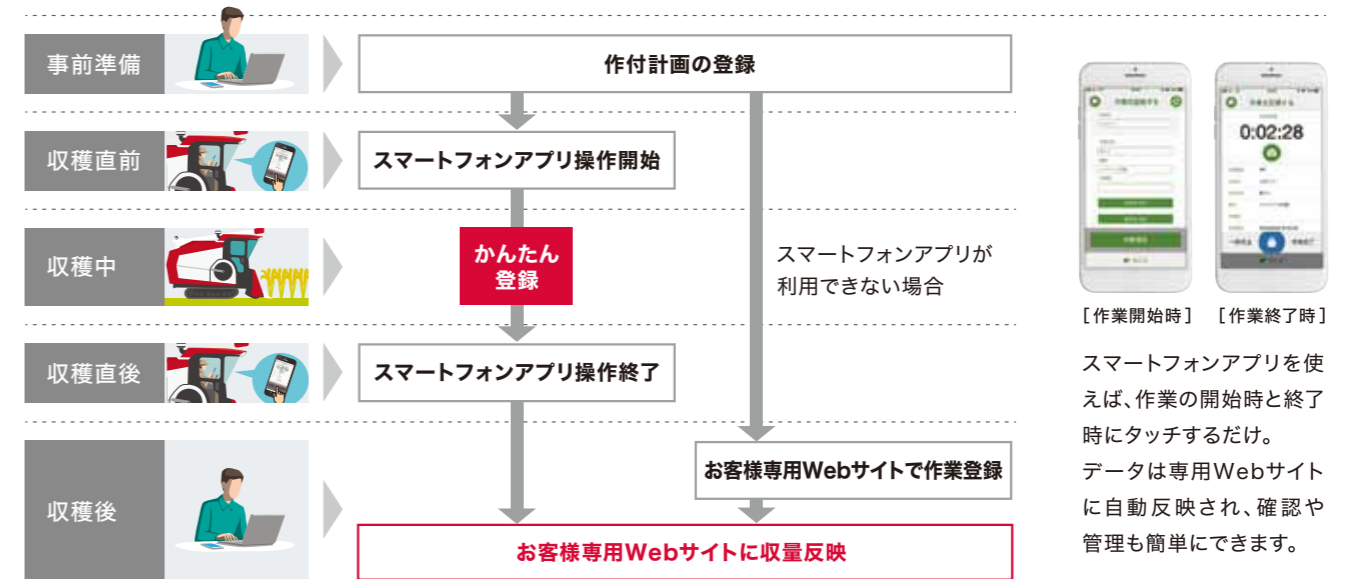 事前準備
作付計画の登録
収穫直前
スマートフォンアプリ操作開始
収穫中
かんたん
登録
スマートフォンアプリが
利用できない場合
収穫直後
スマートフォンアプリ操作終了
収穫後
お客様専用Webサイトで作業登録
お客様専用Webサイトに収量反映
0:02:28
[作業開始時]
[作業終了時]
スマートフォンアプリを使
えば、作業の開始時と終了
時にタッチするだけ。
データは専用Webサイト
に自動反映され、確認や
管理も簡単にできます。